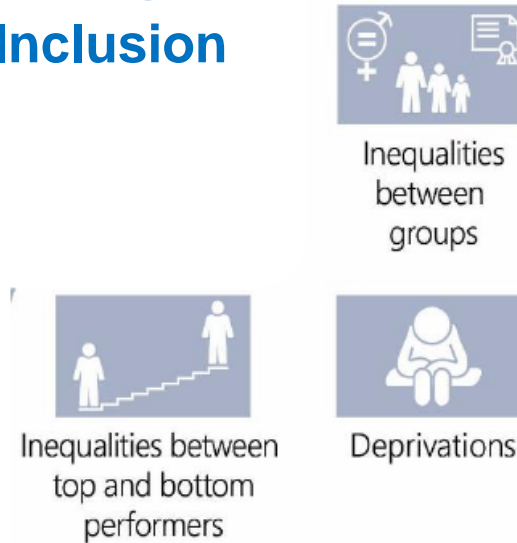 Inclusion
Inequalities
between
groups
Inequalities between
top and bottom
performers
Deprivations